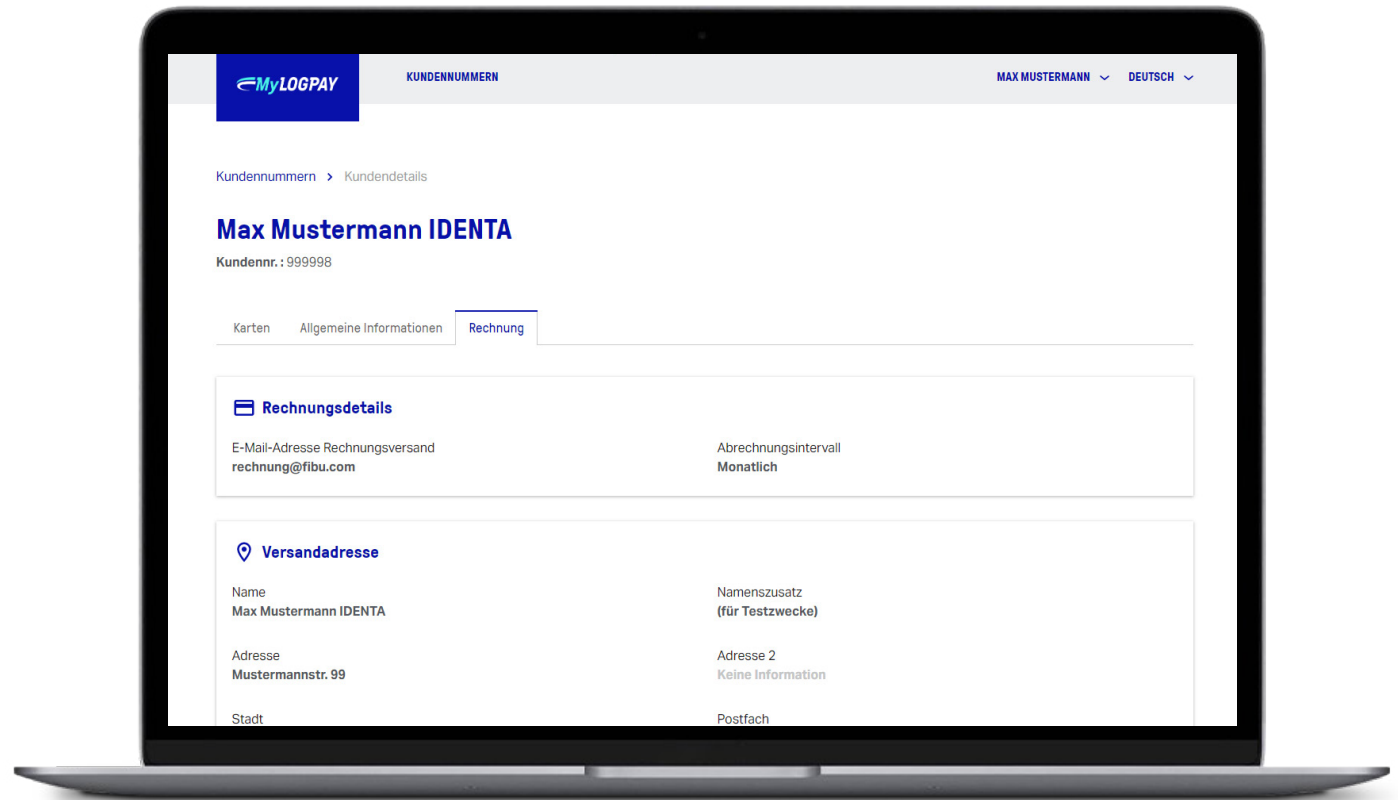 MyLOGPAY
KUNDENNUMMERN
MAX MUSTERMANN
DEUTSCH
Kundennummern > Kundendetails
Max Mustermann IDENTA
Kundennr. : 999998
Karten
Allgemeine Informationen
Rechnung
Rechnungsdetails
E-Mail-Adresse Rechnungsversand
rechnung@fibu.com
Abrechnungsintervall
Monatlich
Versandadresse
Name
Max Mustermann IDENTA
Namenszusatz
(für Testzwecke)
Adresse
Mustermannstr. 99
Adresse 2
Keine Information
Stadt
Postfach